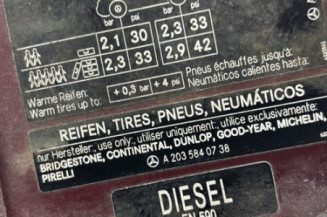 2,1 30 2,3 33
2,3 33 2,9 42
bar psi bar psi
Warme Reifen:
Warm tires up to: + 0,3 bar + 4 psi
Pneus échauffés jusqu'à:
Neumáticos calientes hasta:
REIFEN, TIRES, PNEUS, NEUMÁTICOS
nur Hersteller:, use only:, utiliser uniquement:, utilice exclusivamente:
BRIDGESTONE, CONTINENTAL, DUNLOP, GOOD-YEAR, MICHELIN,
PIRELLI
A 203 584 07 38
DIESEL
EN 590